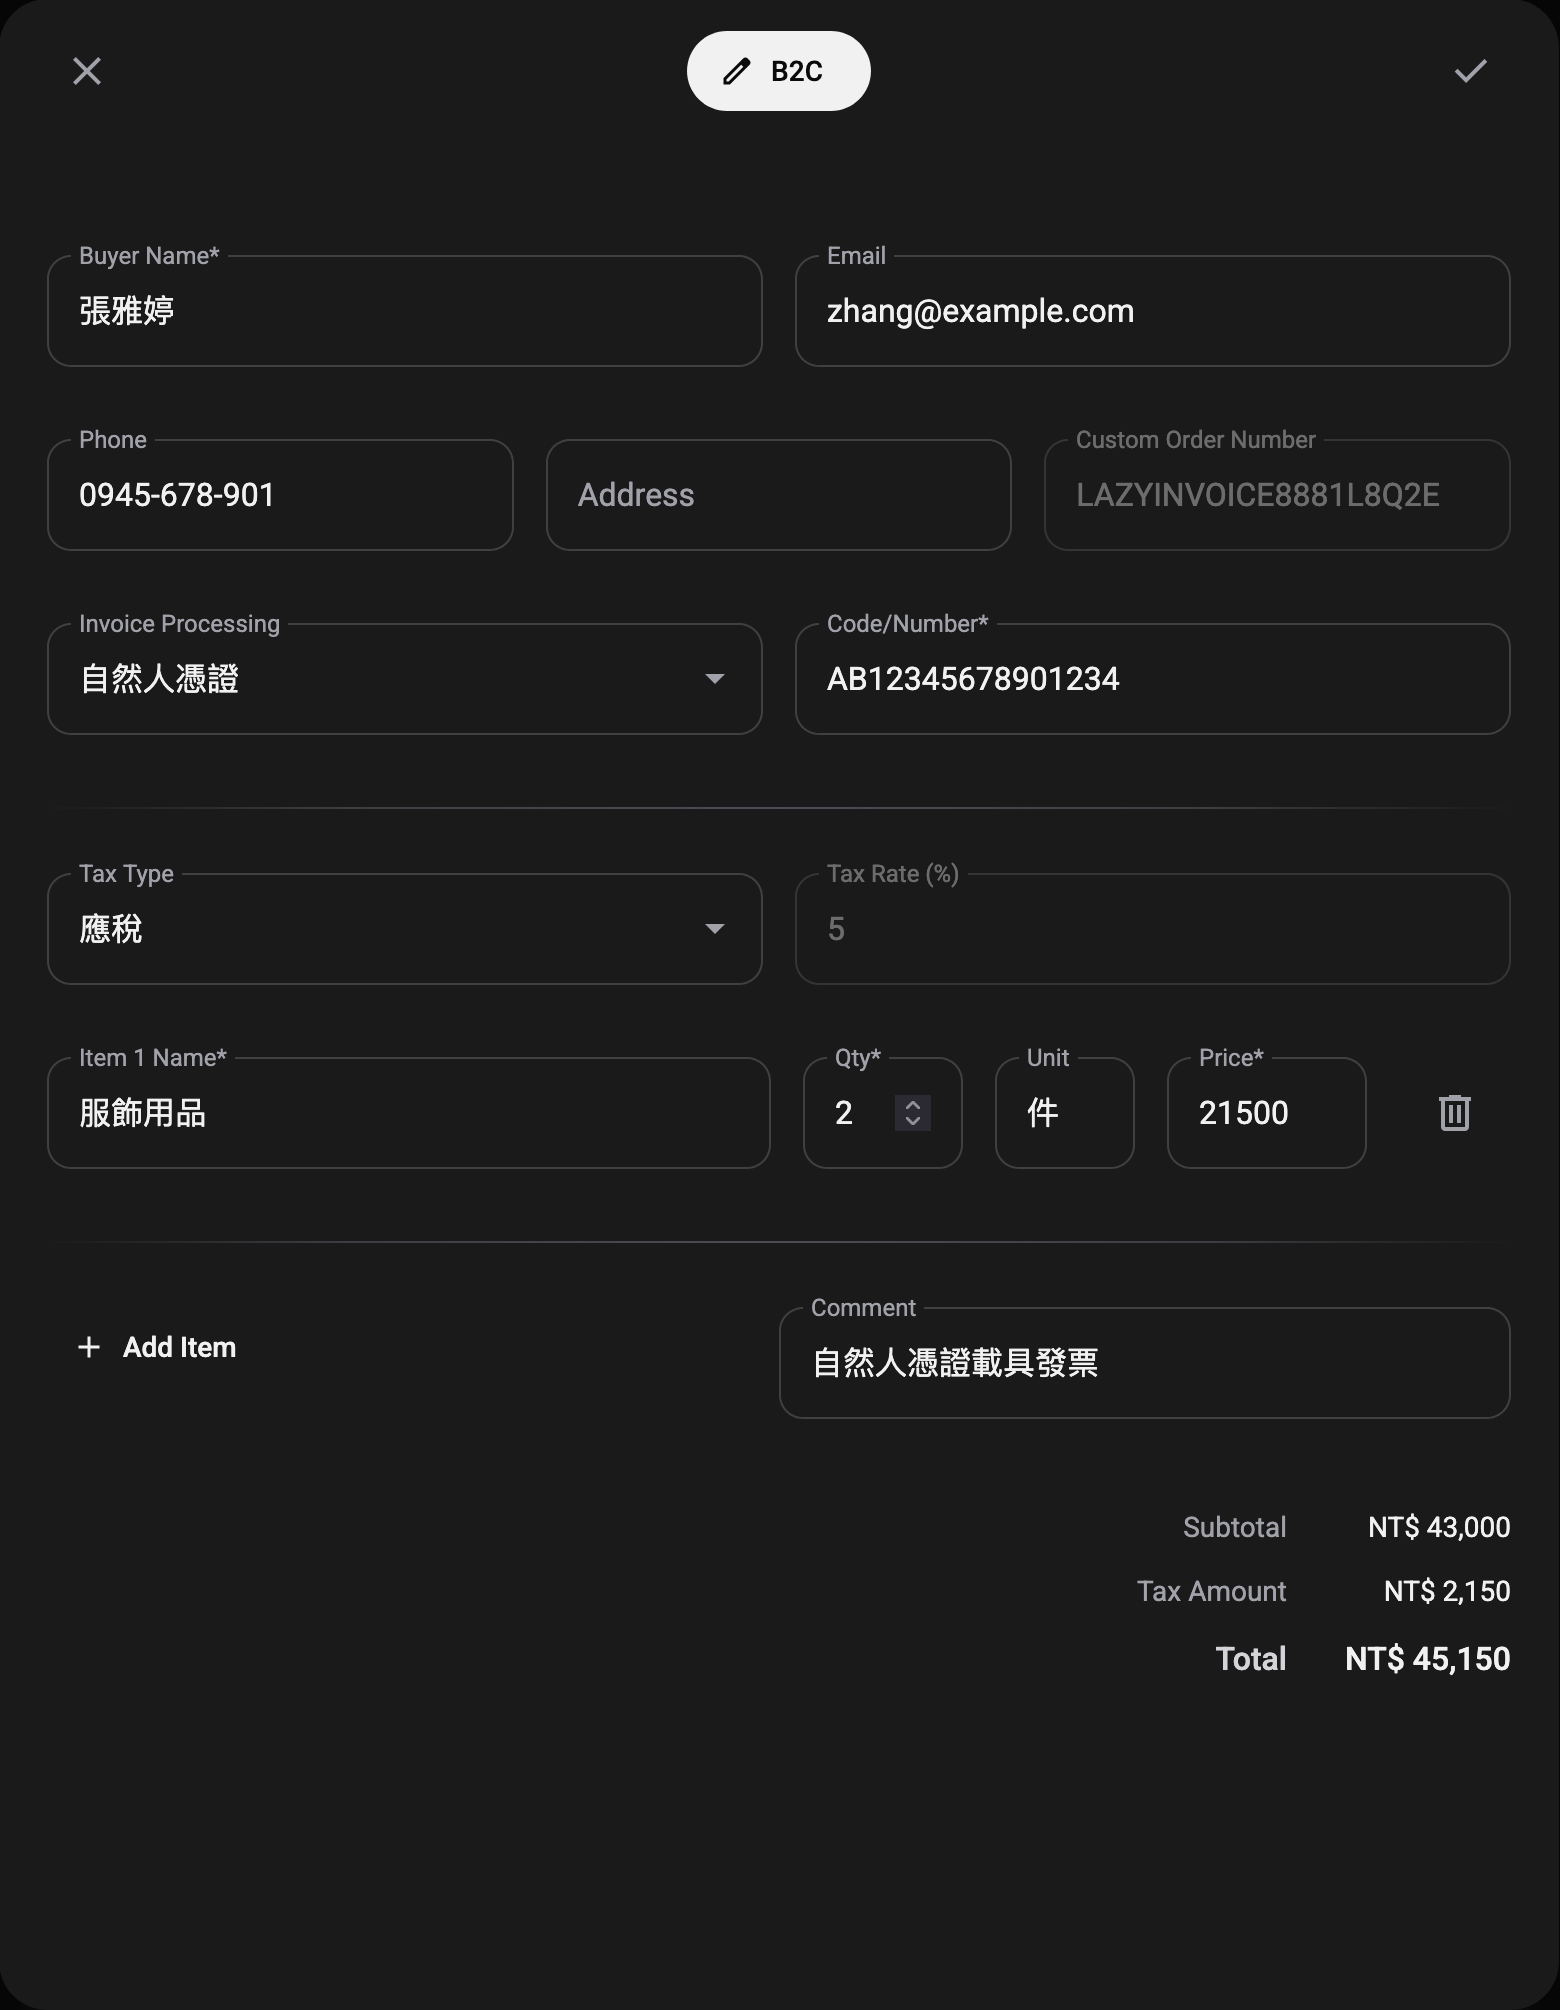 B2C
Buyer Name*
張雅婷
Email
zhang@example.com
Phone
0945-678-901
Address
Custom Order Number
LAZYINVOICE8881L8Q2E
Invoice Processing
自然人憑證
Code/Number*
AB12345678901234
Tax Type
應稅
Tax Rate (%)
5
Item 1 Name*
服飾用品
Qty*
2
Unit
件
Price*
21500
Add Item
Comment
自然人憑證載具發票
Subtotal NT$ 43,000
Tax Amount NT$ 2,150
Total NT$ 45,150